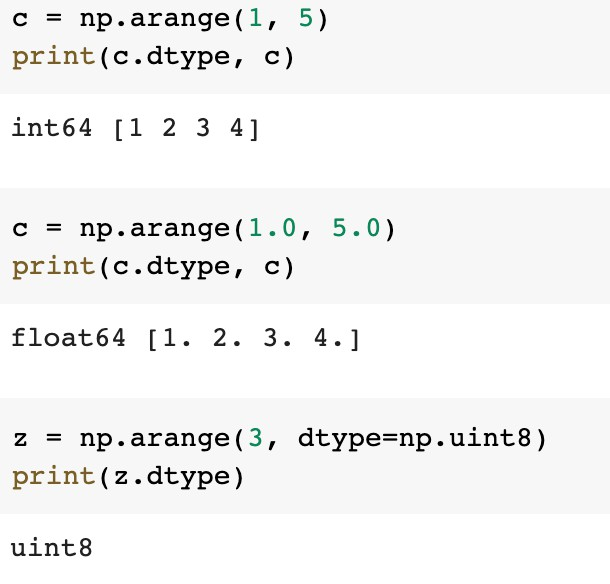 c = np.arange(1, 5)
print(c.dtype, c)
int64 [1 2 3 4]
c = np.arange(1.0, 5.0)
print(c.dtype, c)
float64 [1. 2. 3. 4.]
z = np.arange(3, dtype=np.uint8)
print(z.dtype)
uint8